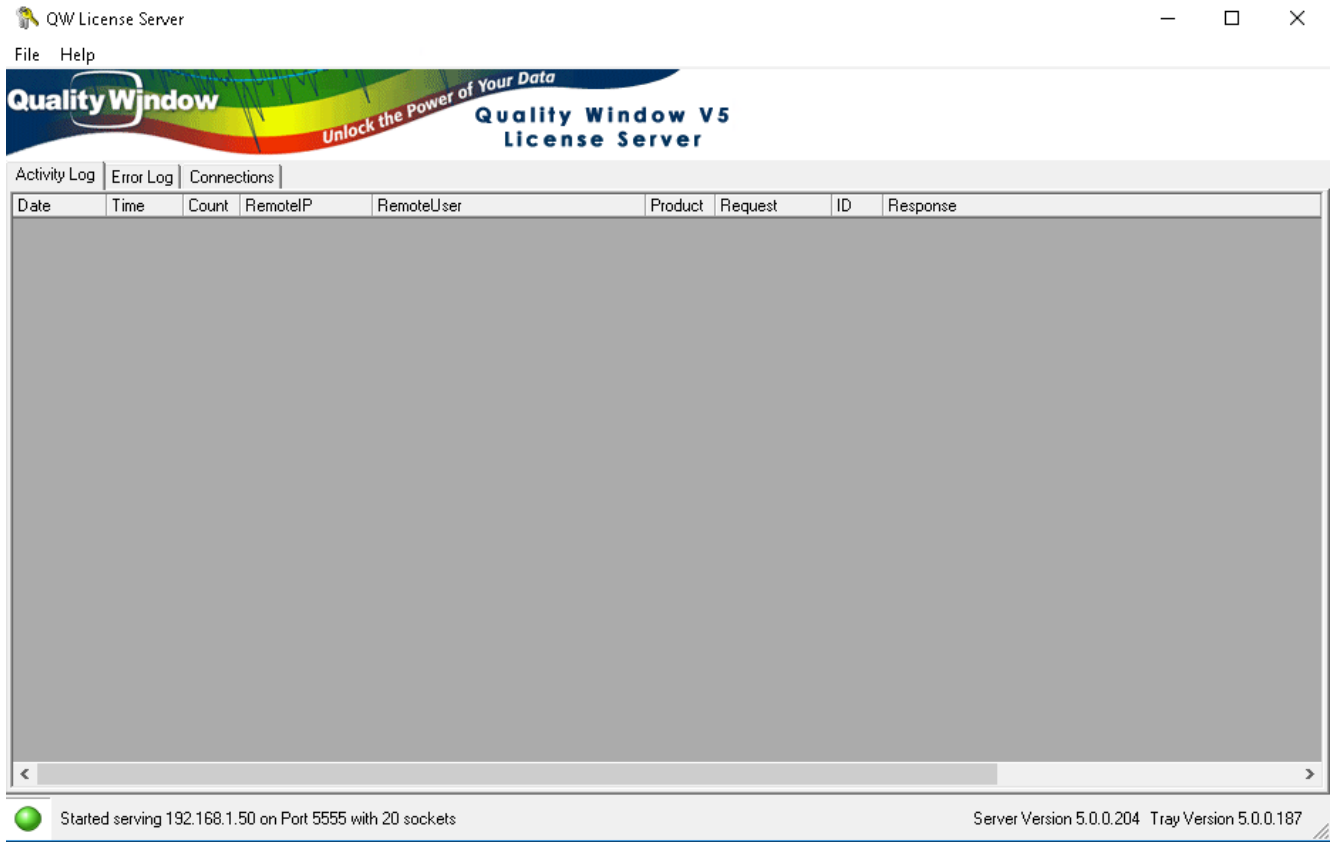 QW License Server
File Help
Quality Window
Unlock the Power of Your Data
Quality Window V5
License Server
Activity Log Error Log Connections
Date Time Count RemoteIP RemoteUser Product Request ID Response
Started serving 192.168.1.50 on Port 5555 with 20 sockets Server Version 5.0.0.204 Tray Version 5.0.0.187